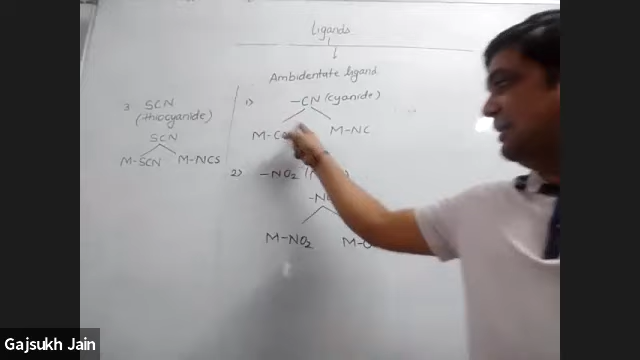 Ligands
Ambidentate ligand
1) -CN (cyanide)
M-C
M-NC
2) -NO2
M-NO2
M-
3. SCN
(thiocyanide)
SCN
M-SCN
M-NCS
Gajsukh Jain